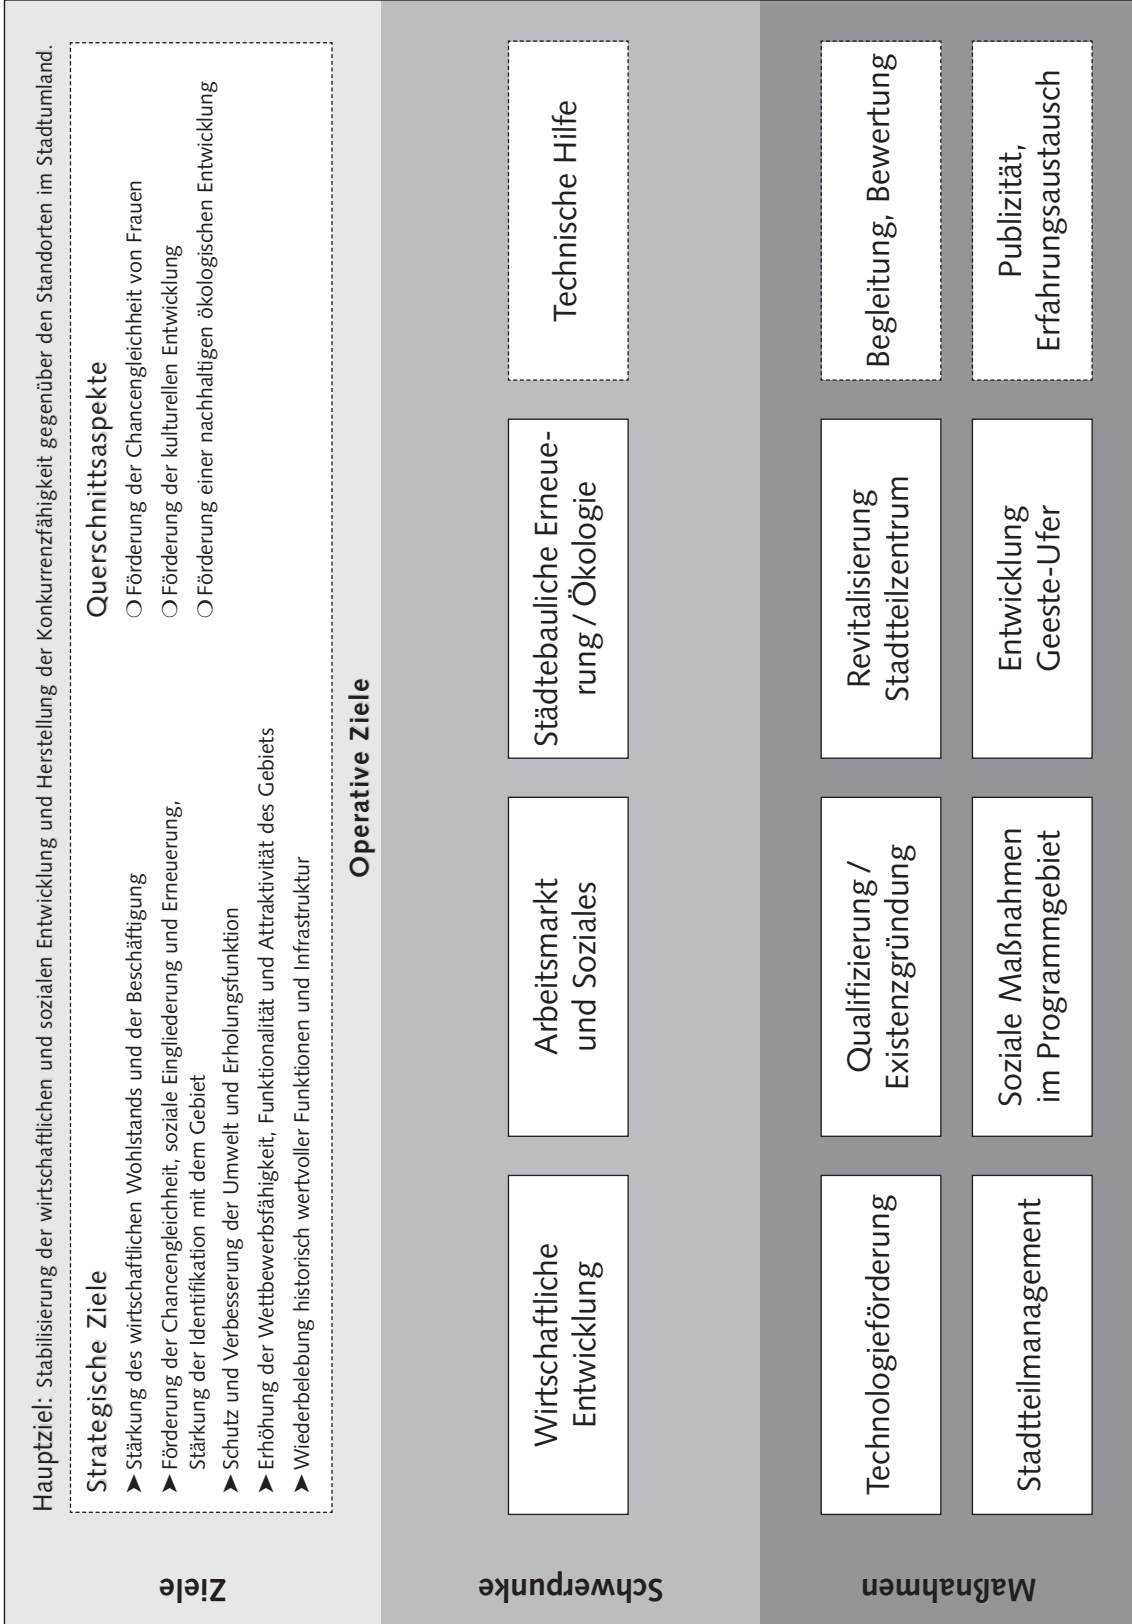 Hauptziel: Stabilisierung der wirtschaftlichen und sozialen Entwicklung und Herstellung der Konkurrenzfähigkeit gegenüber den Standorten im Stadtumland.
Ziele
Strategische Ziele
➤ Stärkung des wirtschaftlichen Wohlstands und der Beschäftigung
➤ Förderung der Chancengleichheit, soziale Eingliederung und Erneuerung,
Stärkung der Identifikation mit dem Gebiet
➤ Schutz und Verbesserung der Umwelt und Erholungsfunktion
➤ Erhöhung der Wettbewerbsfähigkeit, Funktionalität und Attraktivität des Gebiets
➤ Wiederbelebung historisch wertvoller Funktionen und Infrastruktur
Querschnittsaspekte
❍ Förderung der Chancengleichheit von Frauen
❍ Förderung der kulturellen Entwicklung
❍ Förderung einer nachhaltigen ökologischen Entwicklung
Operative Ziele
Schwerpunke
Wirtschaftliche
Entwicklung
Arbeitsmarkt
und Soziales
Städtebauliche Erneue-
rung / Ökologie
Technische Hilfe
Maßnahmen
Technologieförderung
Qualifizierung /
Existenzgründung
Revitalisierung
Stadtteilzentrum
Begleitung, Bewertung
Stadtteilmanagement
Soziale Maßnahmen
im Programmgebiet
Entwicklung
Geeste-Ufer
Publizität,
Erfahrungsaustausch